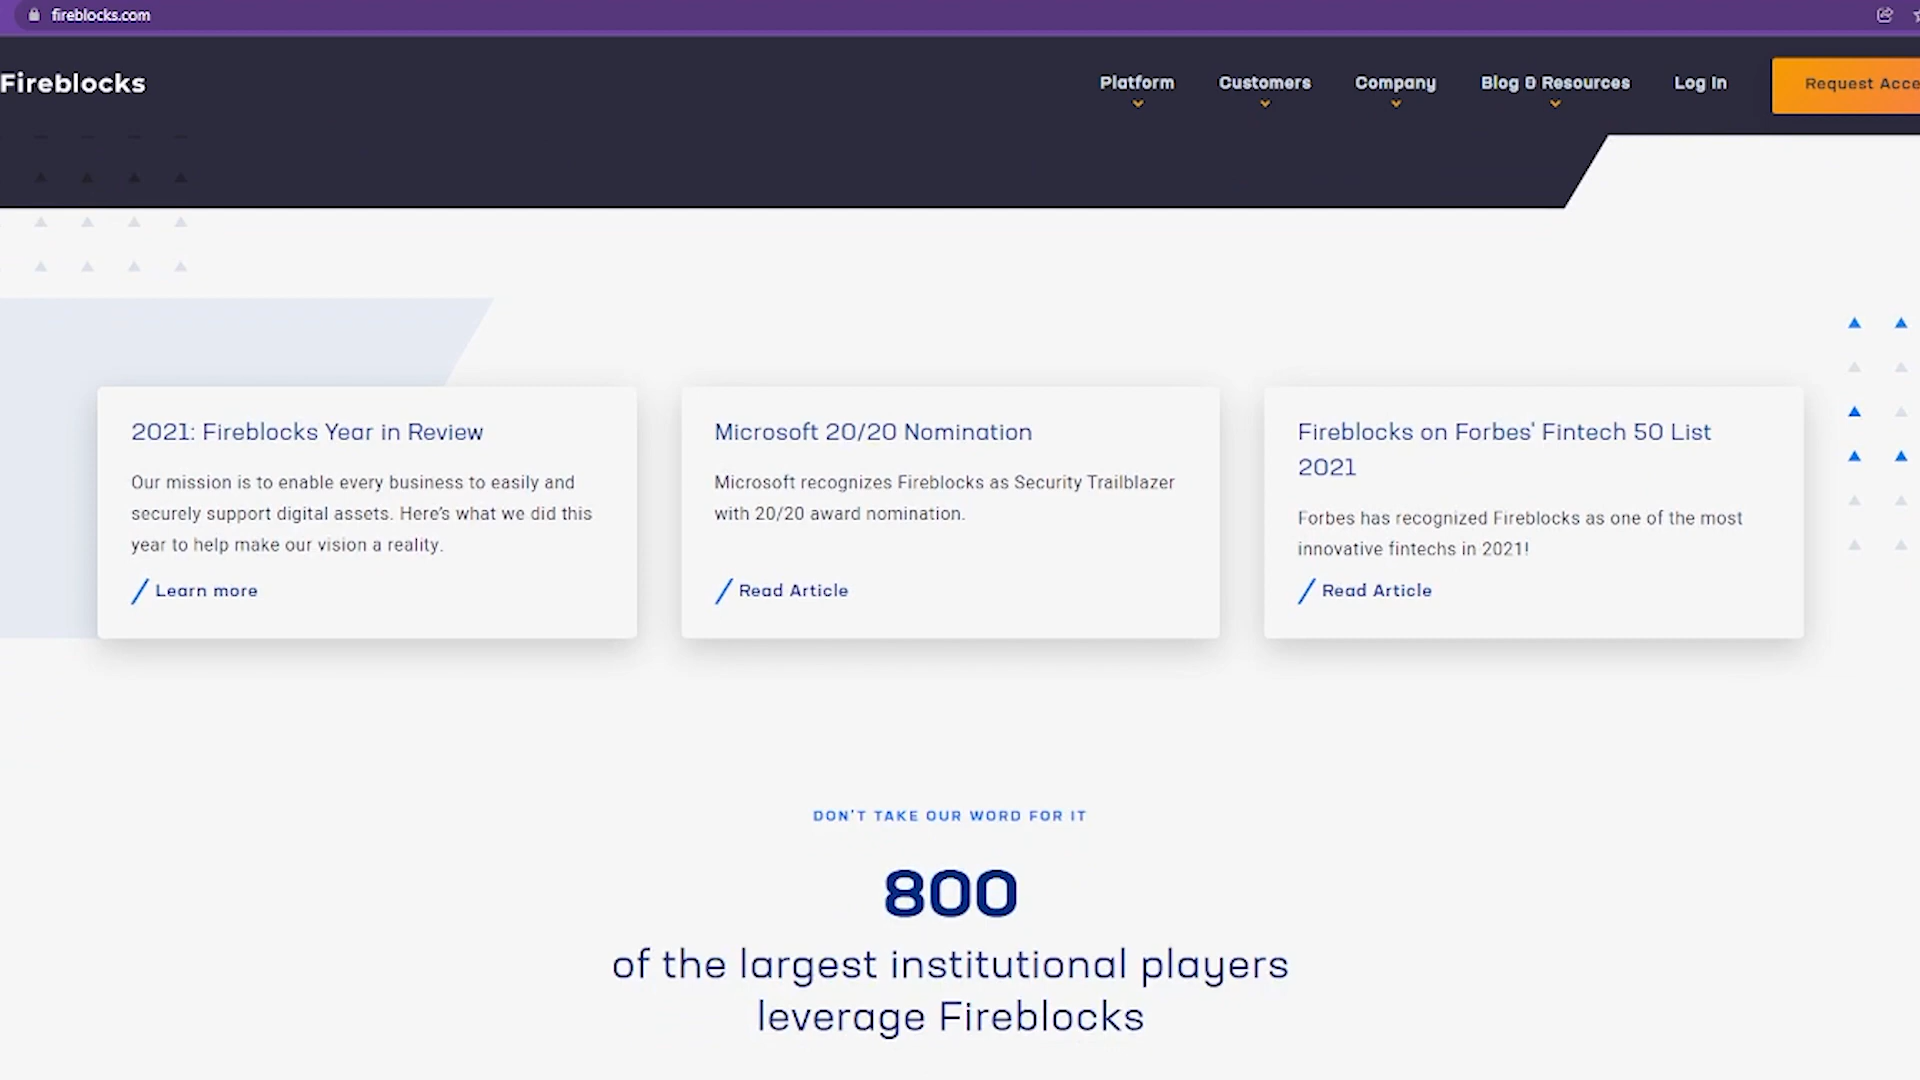 fireblocks.com
Fireblocks
Platform
Customers
Company
Blog & Resources
Log In
Request Acce
2021: Fireblocks Year in Review
Our mission is to enable every business to easily and
securely support digital assets. Here's what we did this
year to help make our vision a reality.
Learn more
Microsoft 20/20 Nomination
Microsoft recognizes Fireblocks as Security Trailblazer
with 20/20 award nomination.
Read Article
Fireblocks on Forbes' Fintech 50 List
2021
Forbes has recognized Fireblocks as one of the most
innovative fintechs in 2021!
Read Article
DON'T TAKE OUR WORD FOR IT
800
of the largest institutional players
leverage Fireblocks